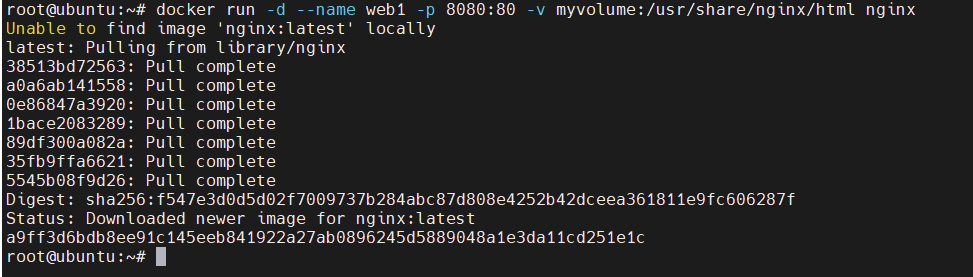 root@ubuntu:~# docker run -d --name web1 -p 8080:80 -v myvolume:/usr/share/nginx/html nginx
Unable to find image 'nginx:latest' locally
latest: Pulling from library/nginx
38513bd72563: Pull complete
a0a6ab141558: Pull complete
0e86847a3920: Pull complete
1bace2083289: Pull complete
89df300a082a: Pull complete
35fb9ffa6621: Pull complete
5545b08f9d26: Pull complete
Digest: sha256:f547e3d0d5d02f7009737b284abc87d808e4252b42dceea361811e9fc606287f
Status: Downloaded newer image for nginx:latest
a9ff3d6bdb8ee91c145eeb841922a27ab0896245d5889048a1e3da11cd251e1c
root@ubuntu:~#